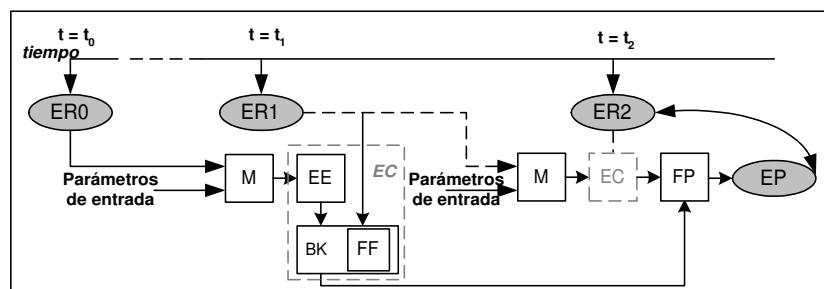 t = t0
t = t1
t = t2
tiempo
ER0
ER1
ER2
Parámetros
de entrada
M
EE
EC
BK
FF
Parámetros
de entrada
M
EC
FP
EP